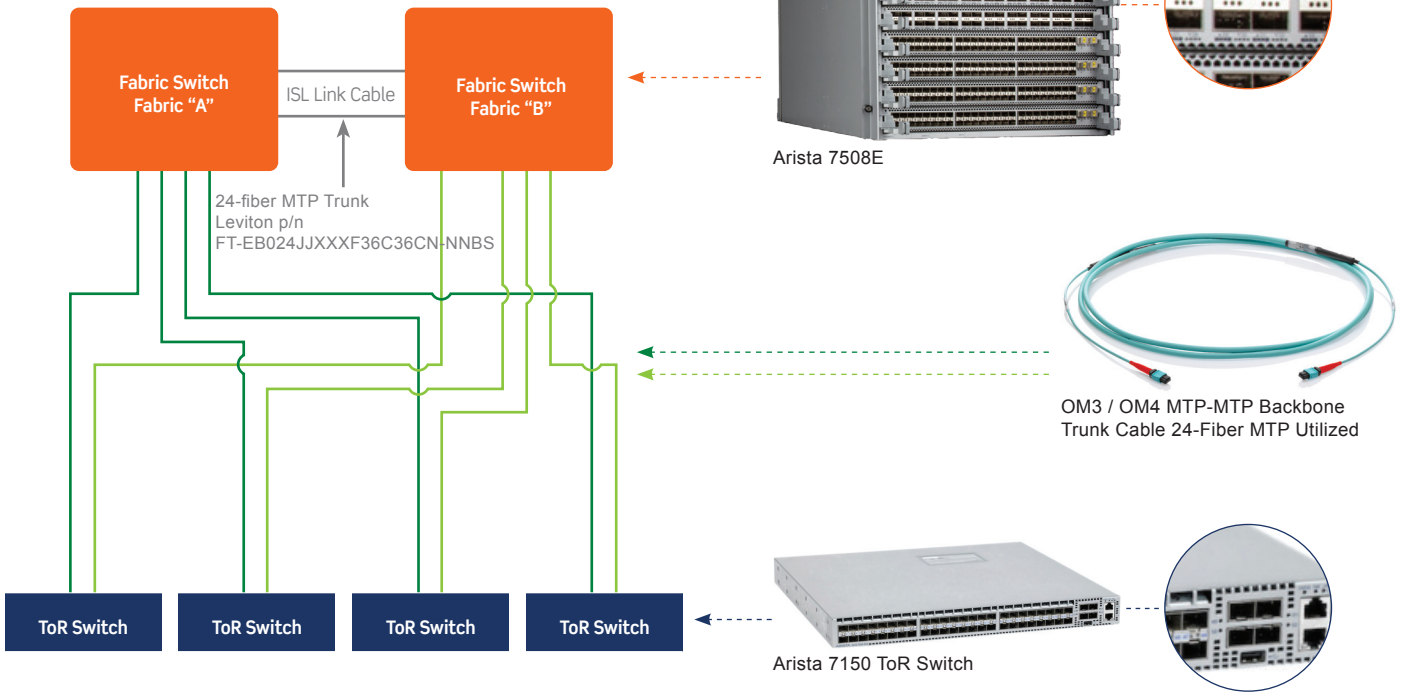 Fabric Switch
Fabric “A”
ISL Link Cable
Fabric Switch
Fabric “B”
Arista 7508E
24-fiber MTP Trunk
Leviton p/n
FT-EB024JJXXXF36C36CN-NNBS
OM3 / OM4 MTP-MTP Backbone
Trunk Cable 24-Fiber MTP Utilized
ToR Switch
ToR Switch
ToR Switch
ToR Switch
Arista 7150 ToR Switch